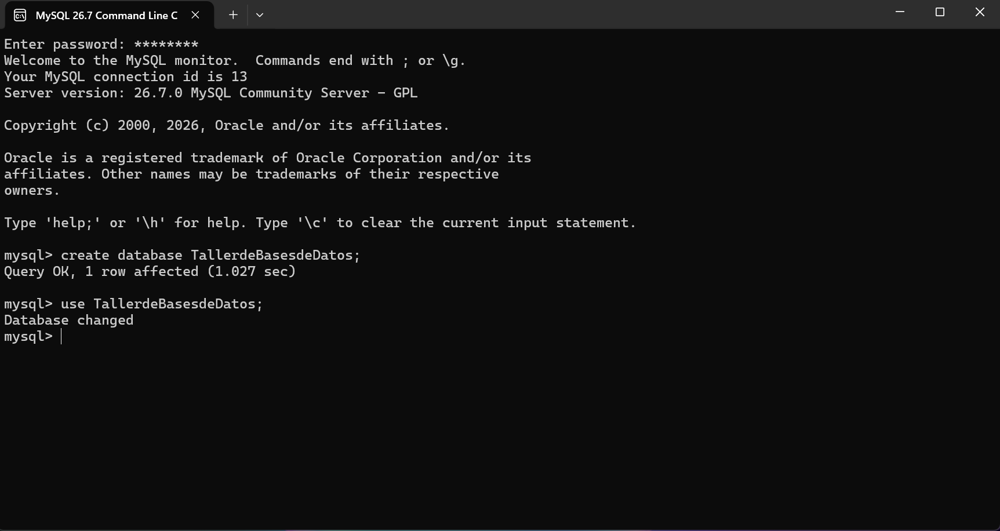 MySQL 26.7 Command Line C
Enter password: ********
Welcome to the MySQL monitor.  Commands end with ; or \g.
Your MySQL connection id is 13
Server version: 26.7.0 MySQL Community Server - GPL
Copyright (c) 2000, 2026, Oracle and/or its affiliates.
Oracle is a registered trademark of Oracle Corporation and/or its
affiliates. Other names may be trademarks of their respective
owners.
Type 'help;' or '\h' for help. Type '\c' to clear the current input statement.
mysql> create database TallerdeBasesdeDatos;
Query OK, 1 row affected (1.027 sec)
mysql> use TallerdeBasesdeDatos;
Database changed
mysql>